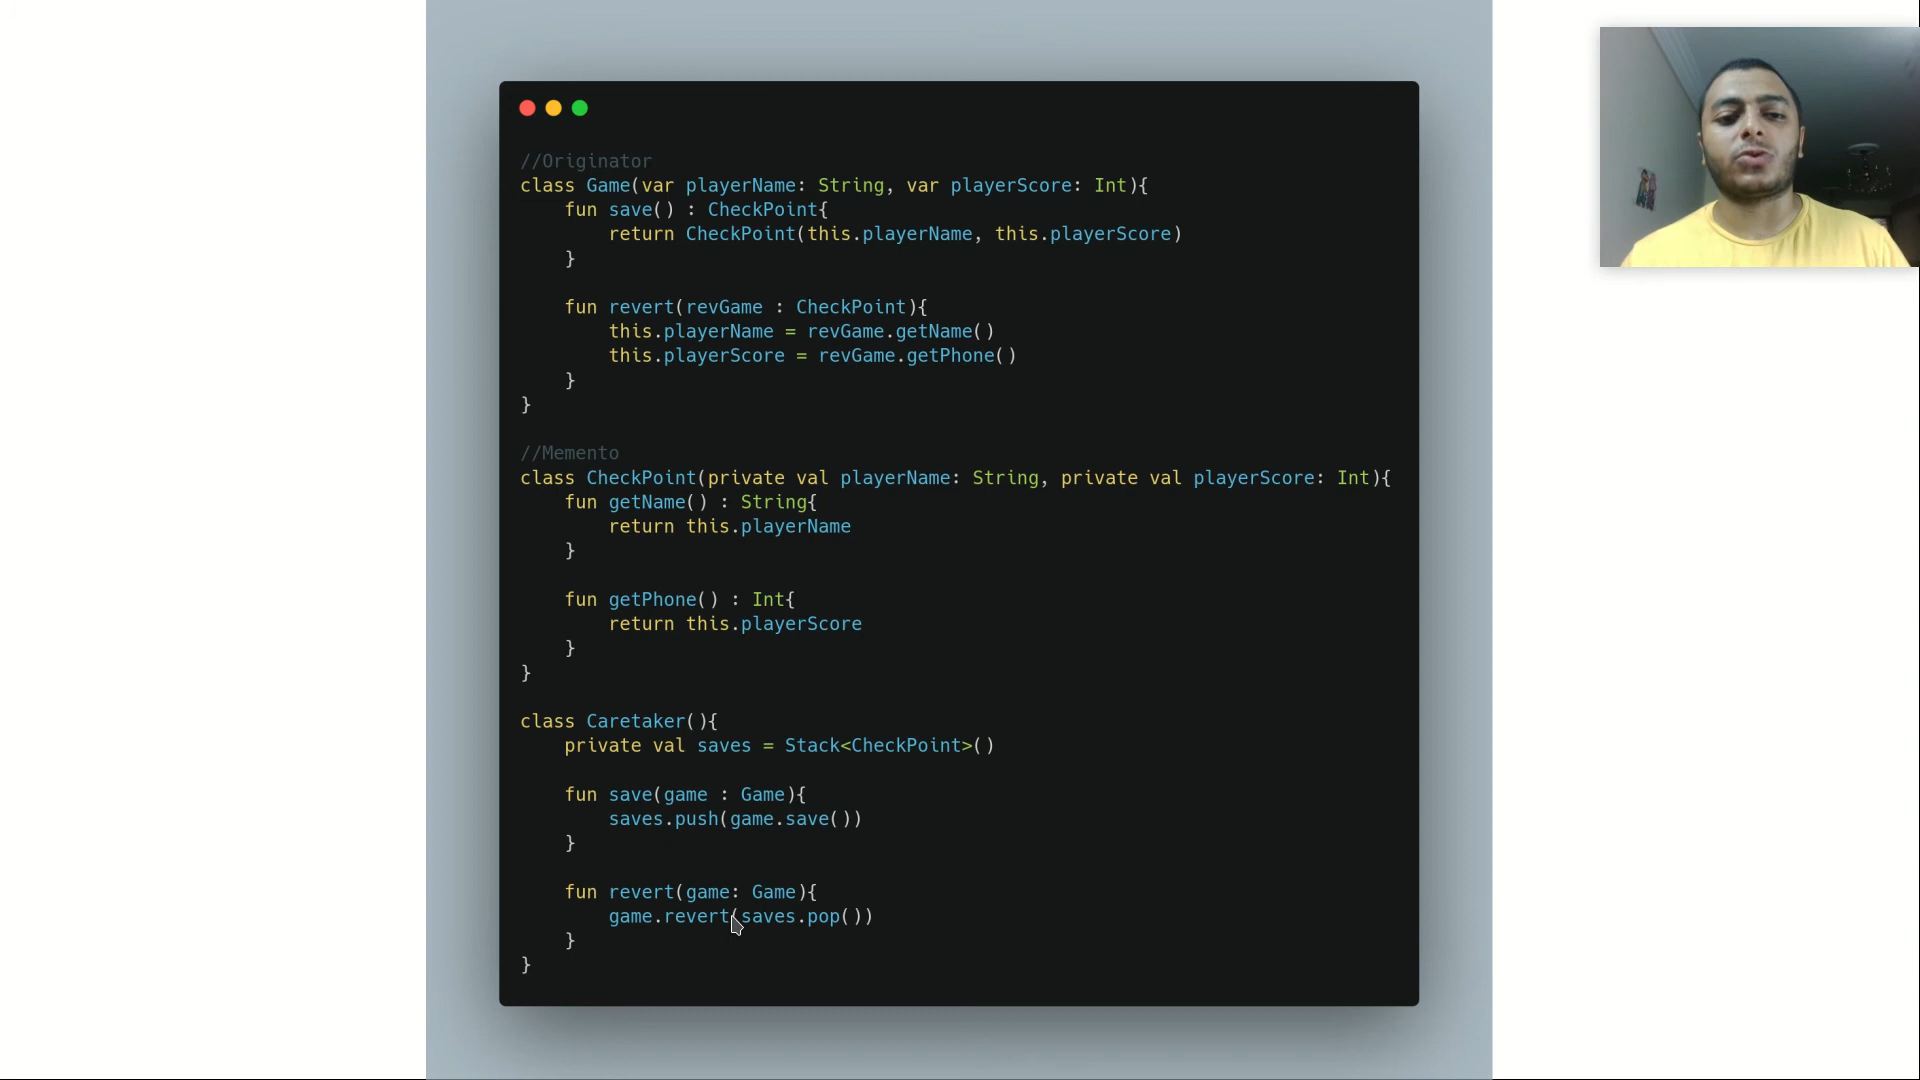 //Originator
class Game(var playerName: String, var playerScore: Int){
    fun save() : CheckPoint{
        return CheckPoint(this.playerName, this.playerScore)
    }
    fun revert(revGame : CheckPoint){
        this.playerName = revGame.getName()
        this.playerScore = revGame.getPhone()
    }
}
//Memento
class CheckPoint(private val playerName: String, private val playerScore: Int){
    fun getName() : String{
        return this.playerName
    }
    fun getPhone() : Int{
        return this.playerScore
    }
}
class Caretaker(){
    private val saves = Stack<CheckPoint>()
    fun save(game : Game){
        saves.push(game.save())
    }
    fun revert(game: Game){
        game.revert(saves.pop())
    }
}